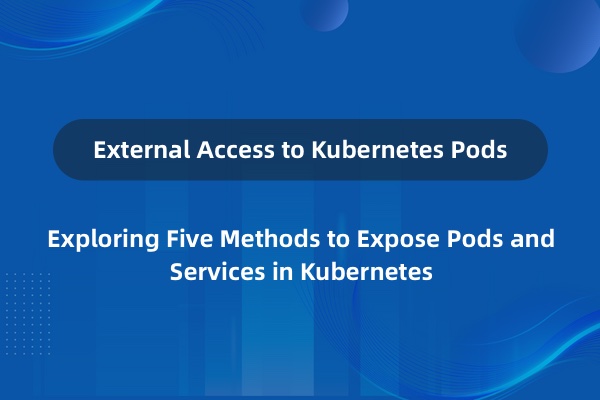 External Access to Kubernetes Pods
Exploring Five Methods to Expose Pods and
Services in Kubernetes